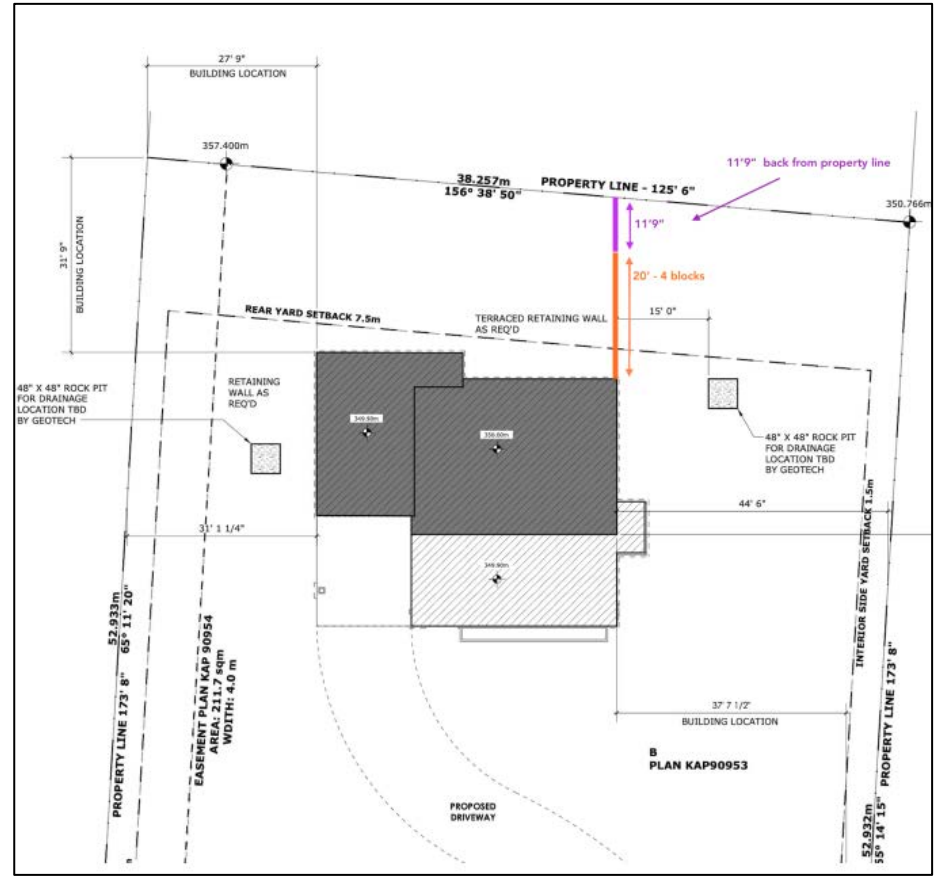 27' 9"
BUILDING LOCATION
357.400m
38.257m
156° 38' 50"
PROPERTY LINE - 125' 6"
11'9" back from property line
350.766m
11'9"
31' 9"
BUILDING LOCATION
20' - 4 blocks
REAR YARD SETBACK 7.5m
TERRACED RETAINING WALL
AS REQ'D
15' 0"
48" X 48" ROCK PIT
FOR DRAINAGE
LOCATION TBD
BY GEOTECH
RETAINING
WALL AS
REQ'D
48" X 48" ROCK PIT
FOR DRAINAGE
LOCATION TBD
BY GEOTECH
44' 6"
31' 1 1/4"
INTERIOR SIDE YARD SETBACK 1.5m
52.933m
65° 11' 20"
PROPERTY LINE 173' 8"
EASEMENT PLAN KAP 90954
AREA: 211.7 sqm
WDITH: 4.0 m
37' 7 1/2"
BUILDING LOCATION
B
PLAN KAP90953
PROPERTY LINE 173' 8"
52.932m
55° 14' 15"
PROPOSED
DRIVEWAY